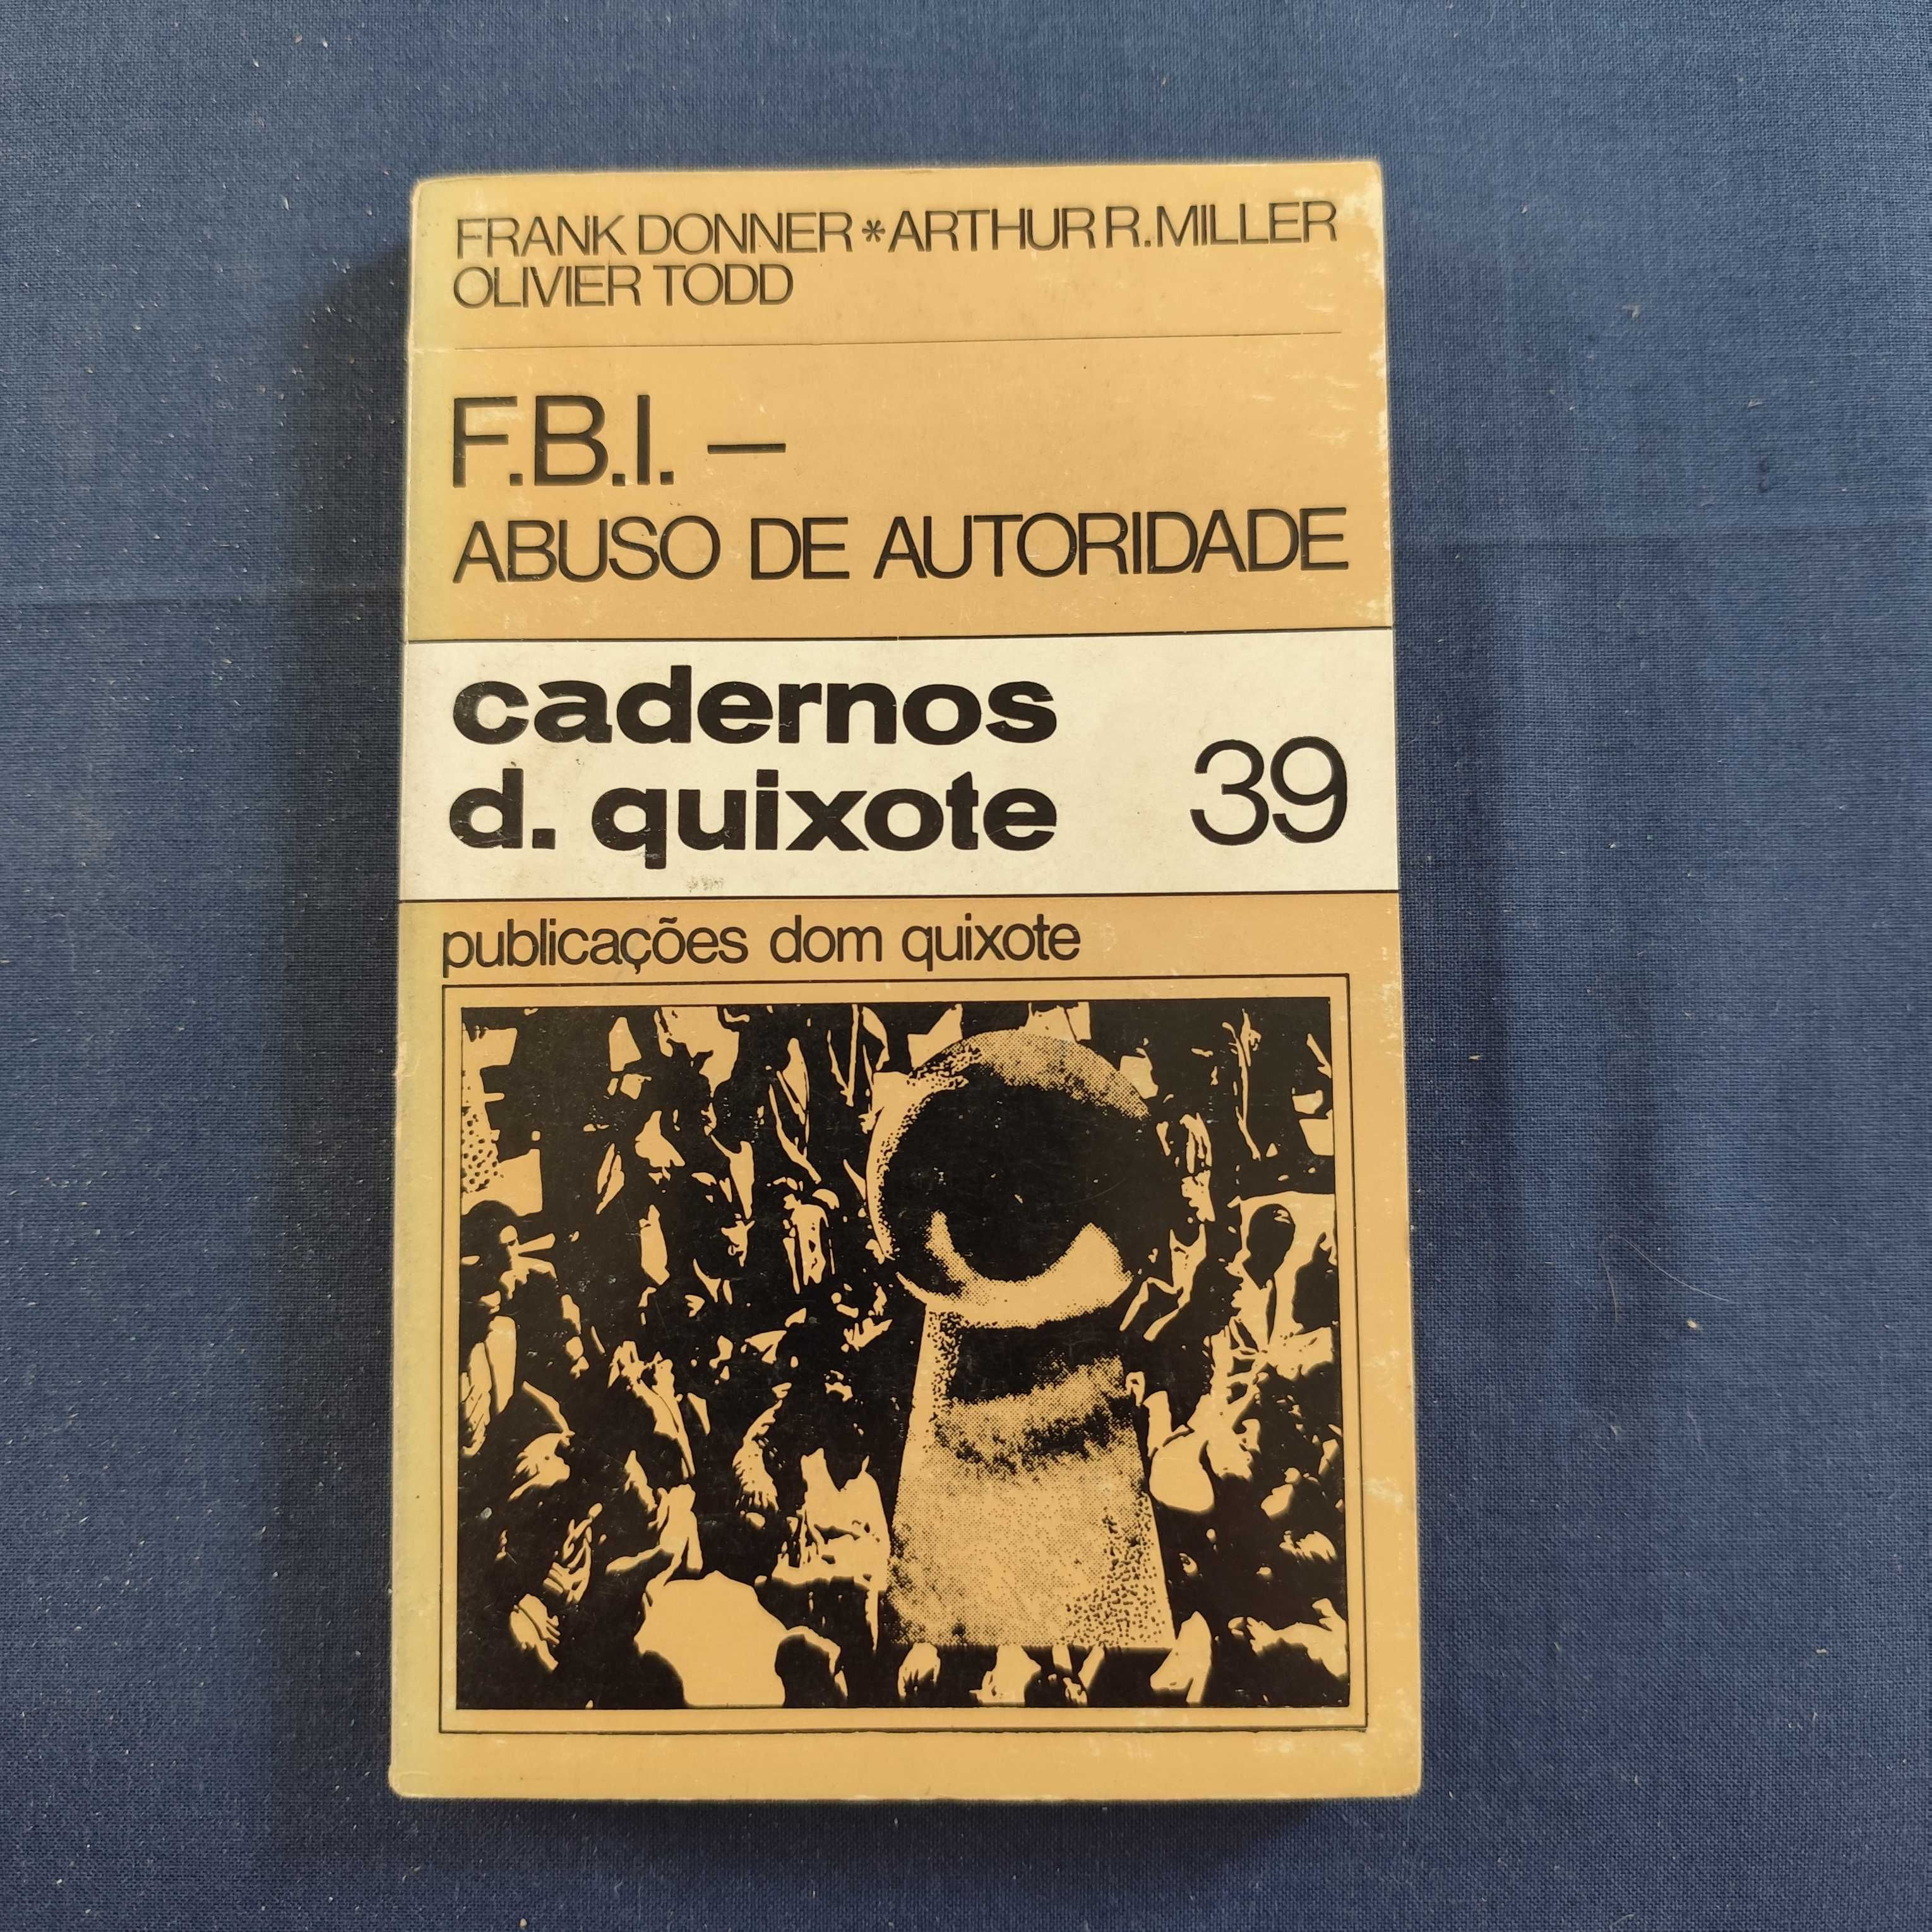 FRANK DONNER * ARTHUR R. MILLER
OLIVIER TODD
F.B.I. —
ABUSO DE AUTORIDADE
cadernos
d. quixote 39
publicações dom quixote